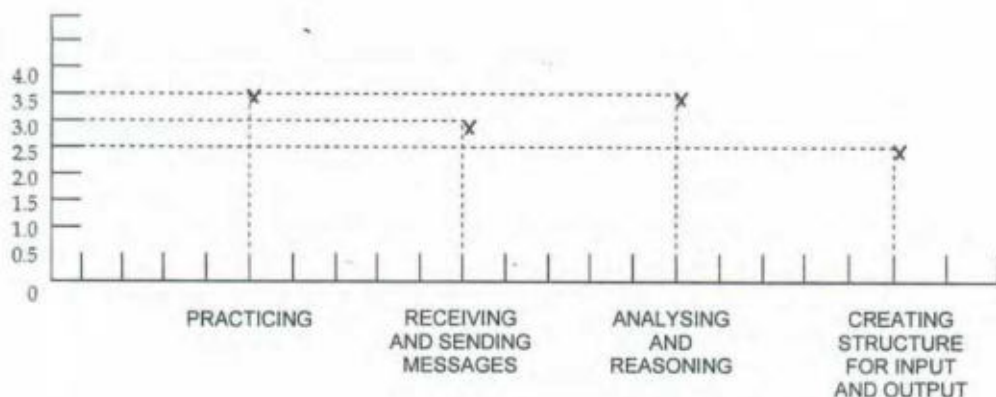 4.0
3.5
3.0
2.5
2.0
1.5
1.0
0.5
0
PRACTICING
RECEIVING
AND SENDING
MESSAGES
ANALYSING
AND
REASONING
CREATING
STRUCTURE
FOR INPUT
AND OUTPUT